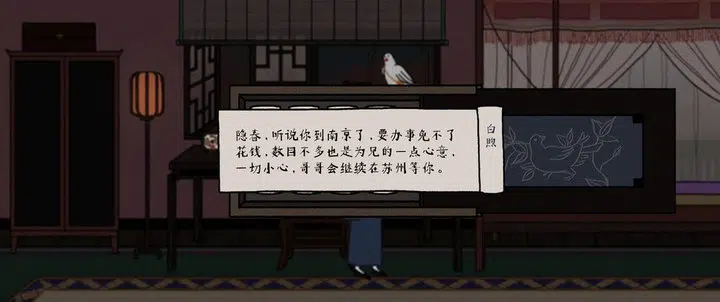 隐春，听说你到南京了，要办事免不了
花钱，数目不多也是为兄的一点心意，
一切小心，哥哥会继续在苏州等你。
白煦